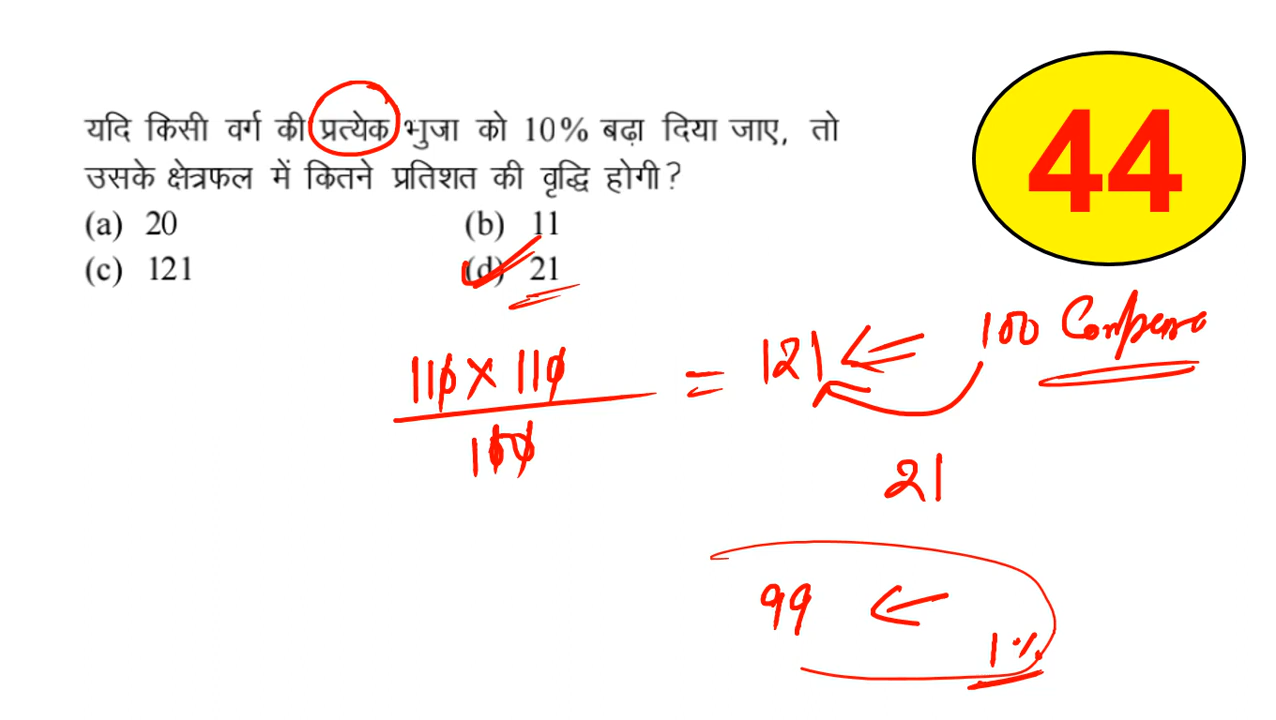 यदि किसी वर्ग की प्रत्येक भुजा को 10% बढ़ा दिया जाए, तो
उसके क्षेत्रफल में कितने प्रतिशत की वृद्धि होगी?
(a) 20 (b) 11
(c) 121 (d) 21
44
110 × 110 = 121 100
100
21
99
1%